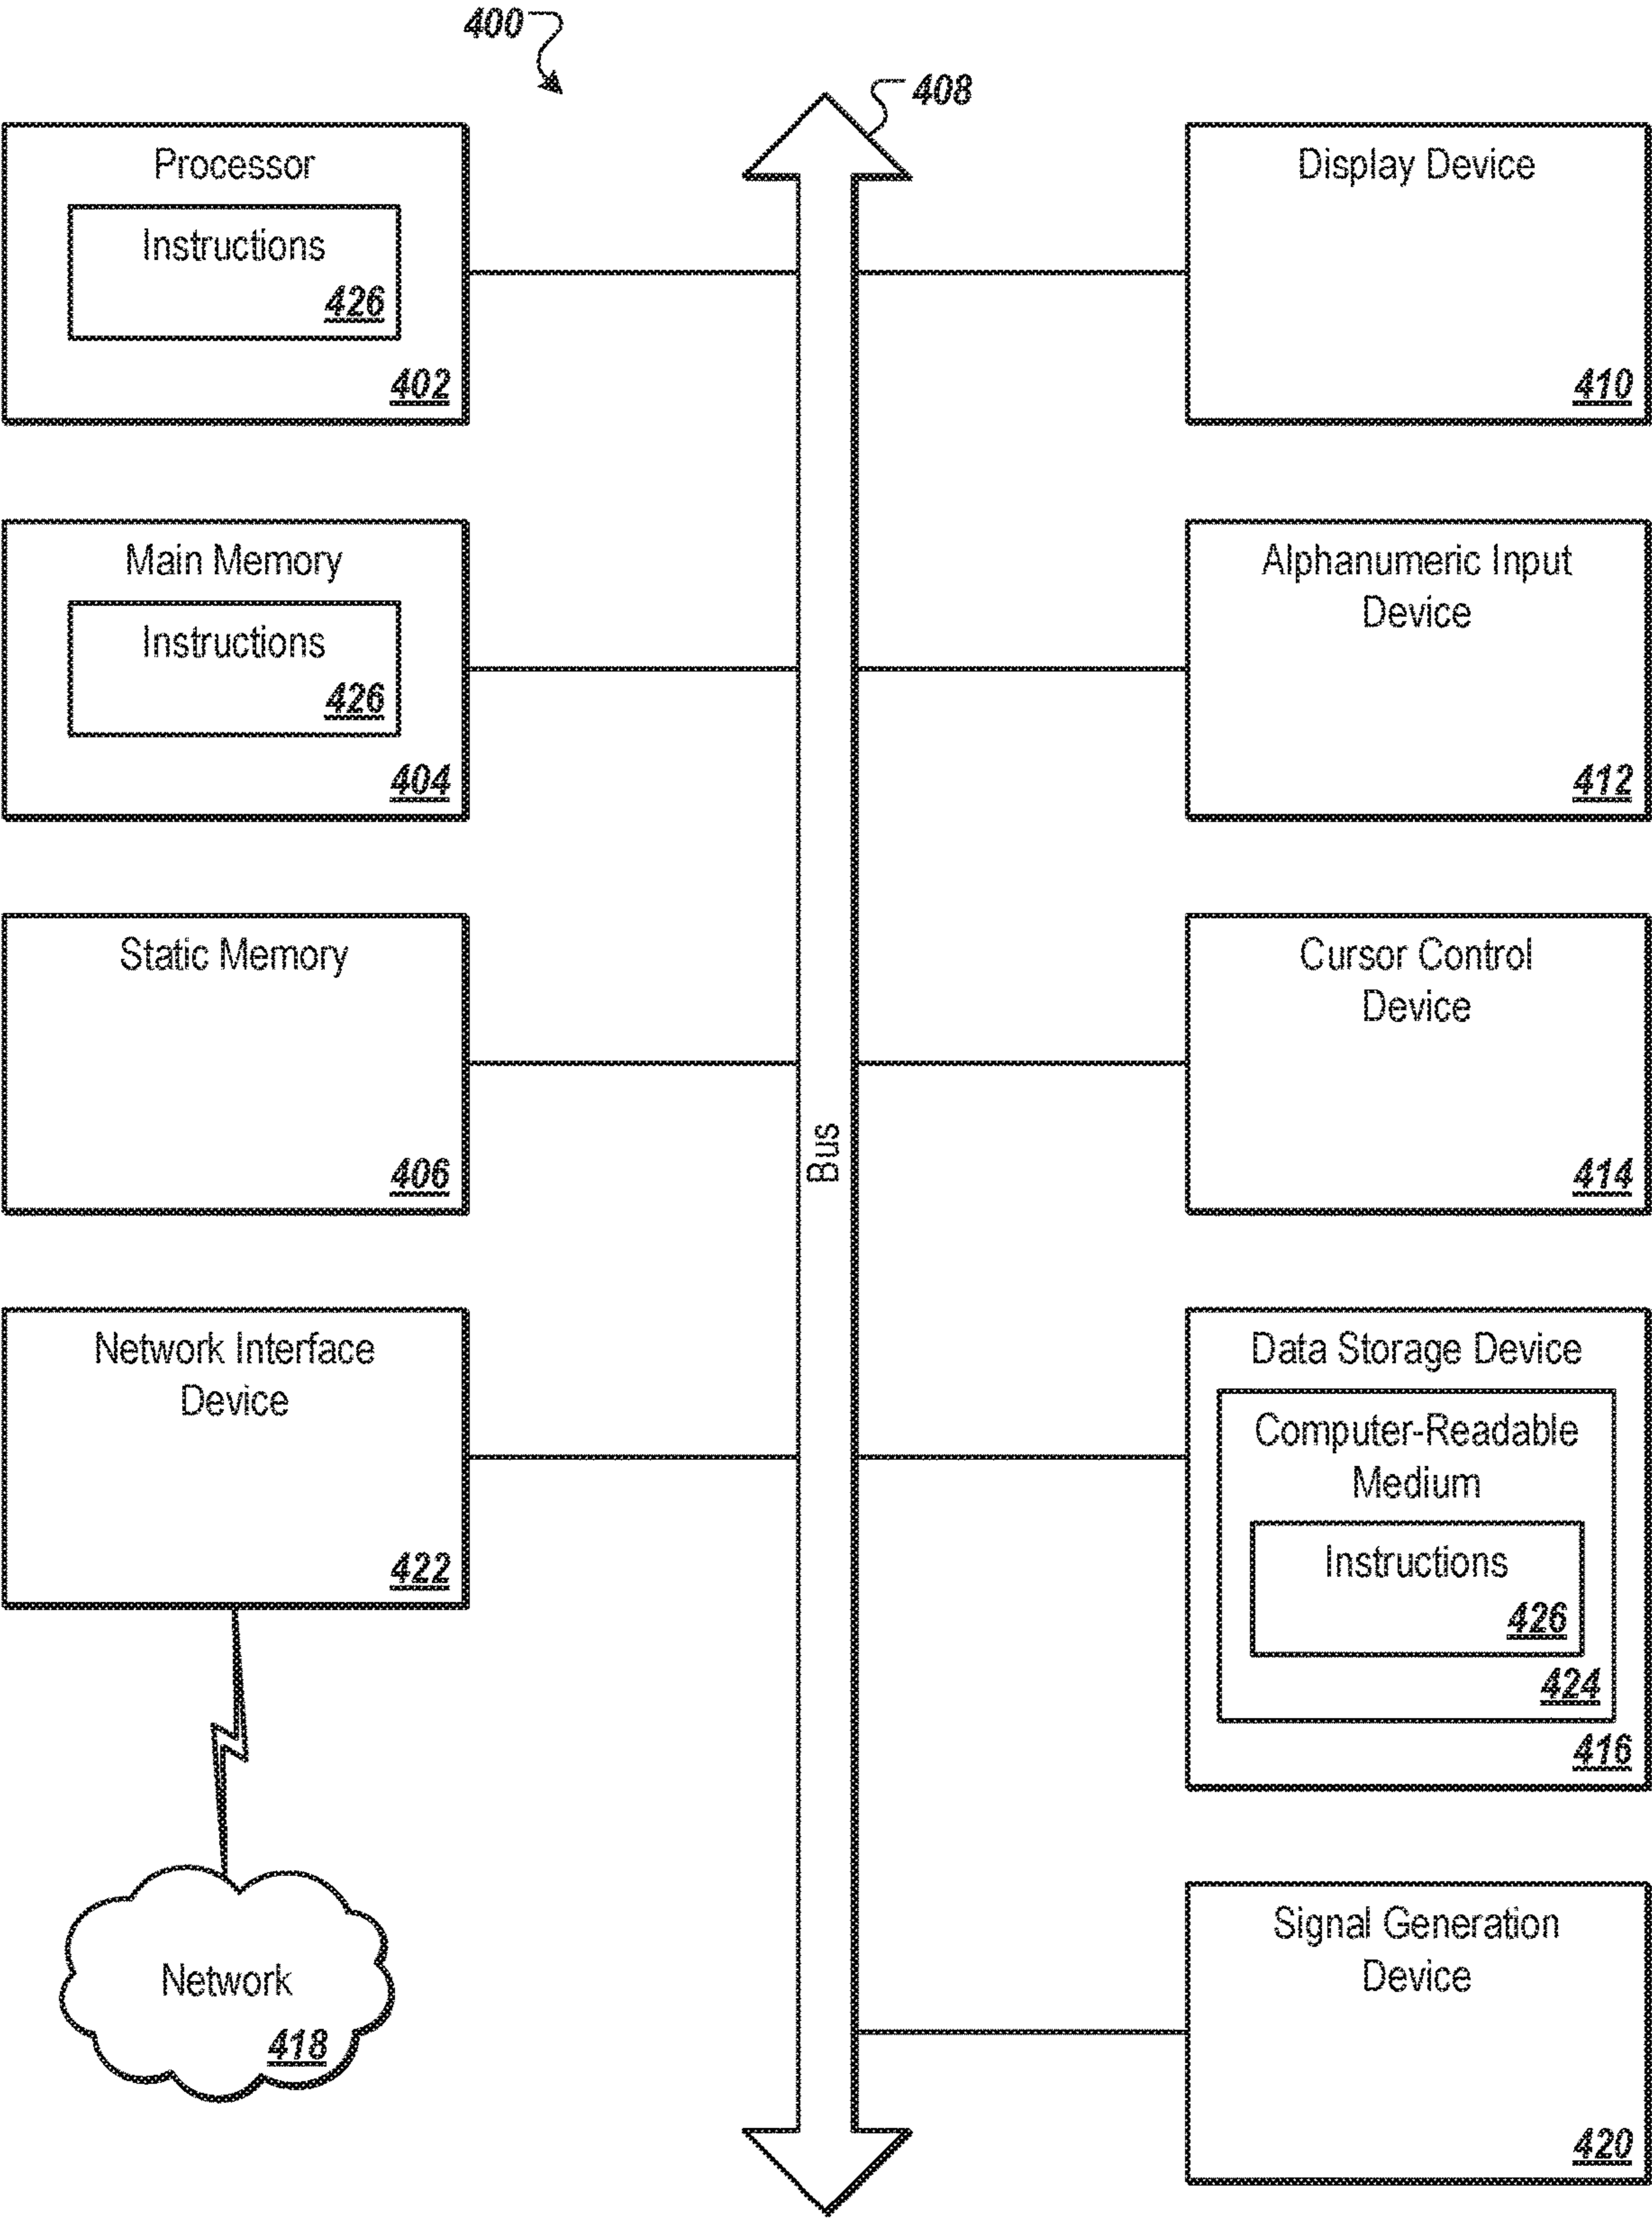 400
408
Processor
Instructions
426
402
Display Device
410
Main Memory
Instructions
426
404
Alphanumeric Input
Device
412
Static Memory
406
Cursor Control
Device
414
Bus
Network Interface
Device
422
Data Storage Device
Computer-Readable
Medium
Instructions
426
424
416
Network
418
Signal Generation
Device
420